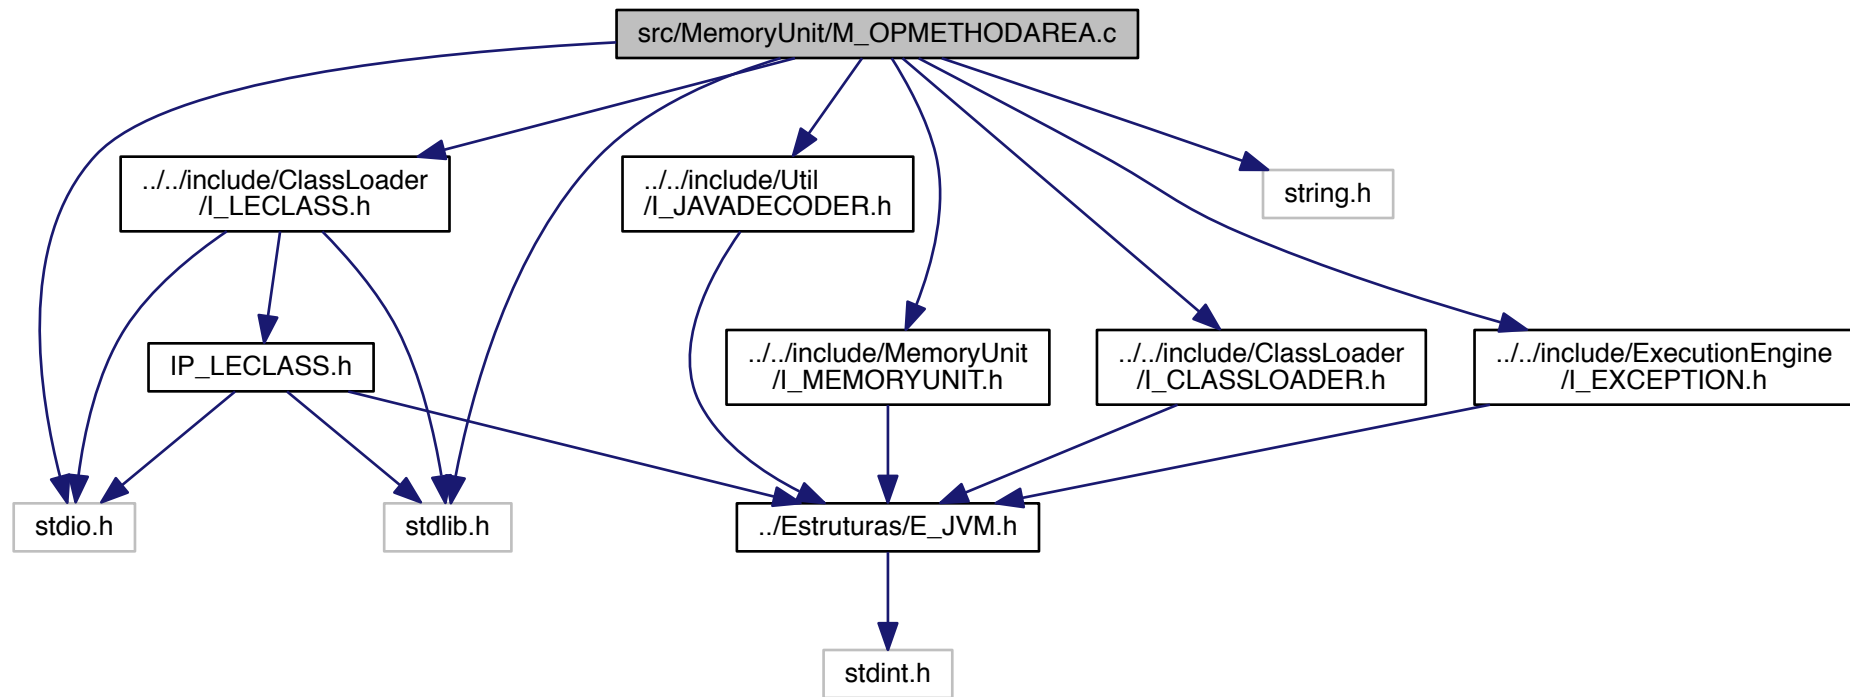 src/MemoryUnit/M_OPMETHODAREA.c
../../include/ClassLoader
/I_LECLASS.h
../../include/Util
/I_JAVADECODER.h
string.h
IP_LECLASS.h
../../include/MemoryUnit
/I_MEMORYUNIT.h
../../include/ClassLoader
/I_CLASSLOADER.h
../../include/ExecutionEngine
/I_EXCEPTION.h
stdio.h
stdlib.h
../Estruturas/E_JVM.h
stdint.h